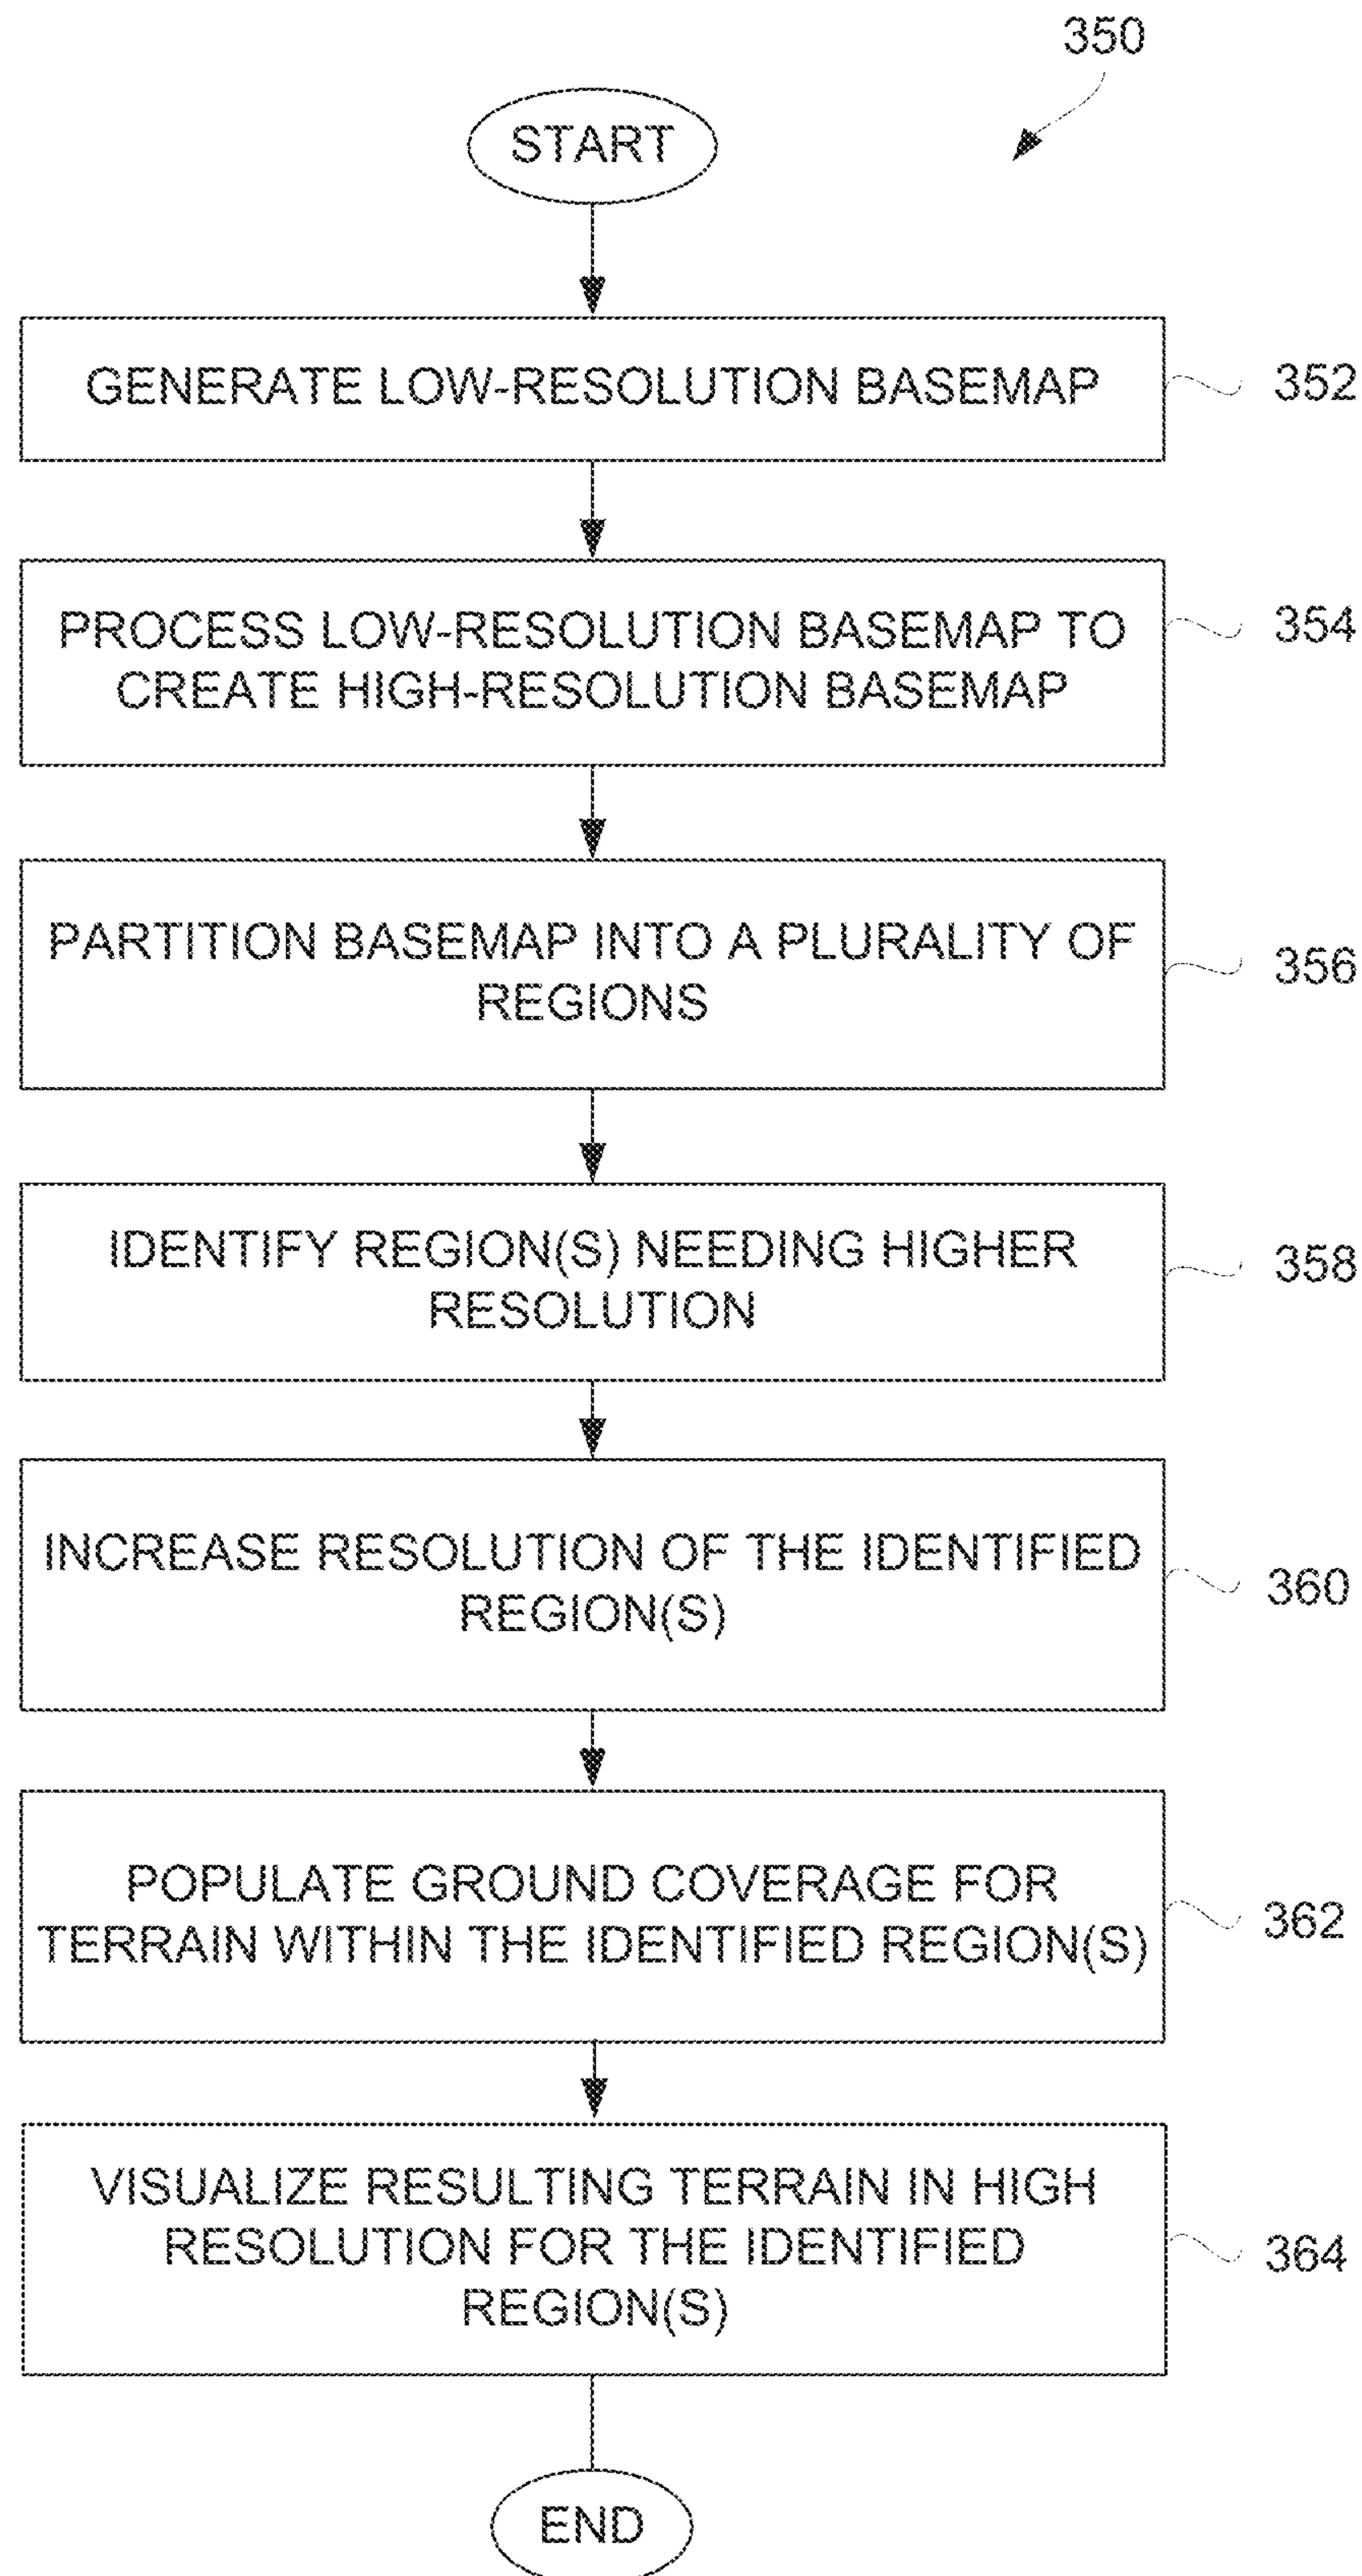 350
START
GENERATE LOW-RESOLUTION BASEMAP
352
PROCESS LOW-RESOLUTION BASEMAP TO
CREATE HIGH-RESOLUTION BASEMAP
354
PARTITION BASEMAP INTO A PLURALITY OF
REGIONS
356
IDENTIFY REGION(S) NEEDING HIGHER
RESOLUTION
358
INCREASE RESOLUTION OF THE IDENTIFIED
REGION(S)
360
POPULATE GROUND COVERAGE FOR
TERRAIN WITHIN THE IDENTIFIED REGION(S)
362
VISUALIZE RESULTING TERRAIN IN HIGH
RESOLUTION FOR THE IDENTIFIED
REGION(S)
364
END